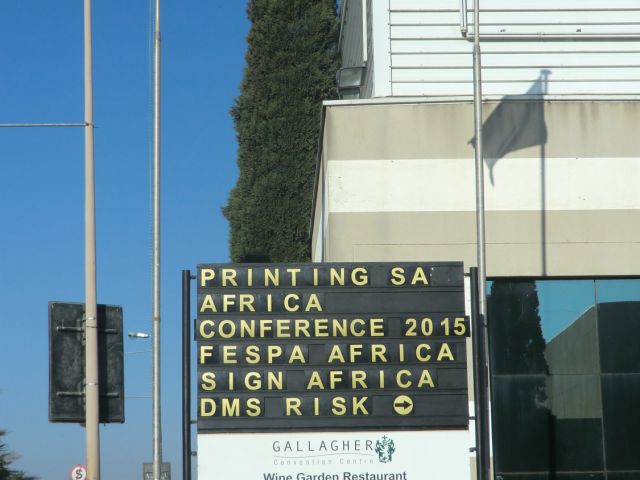 PRINTING SA
AFRICA
CONFERENCE 2015
FESPA AFRICA
SIGN AFRICA
DMS RISK
GALLAGHER
Convention Centre
Wine Garden Restaurant